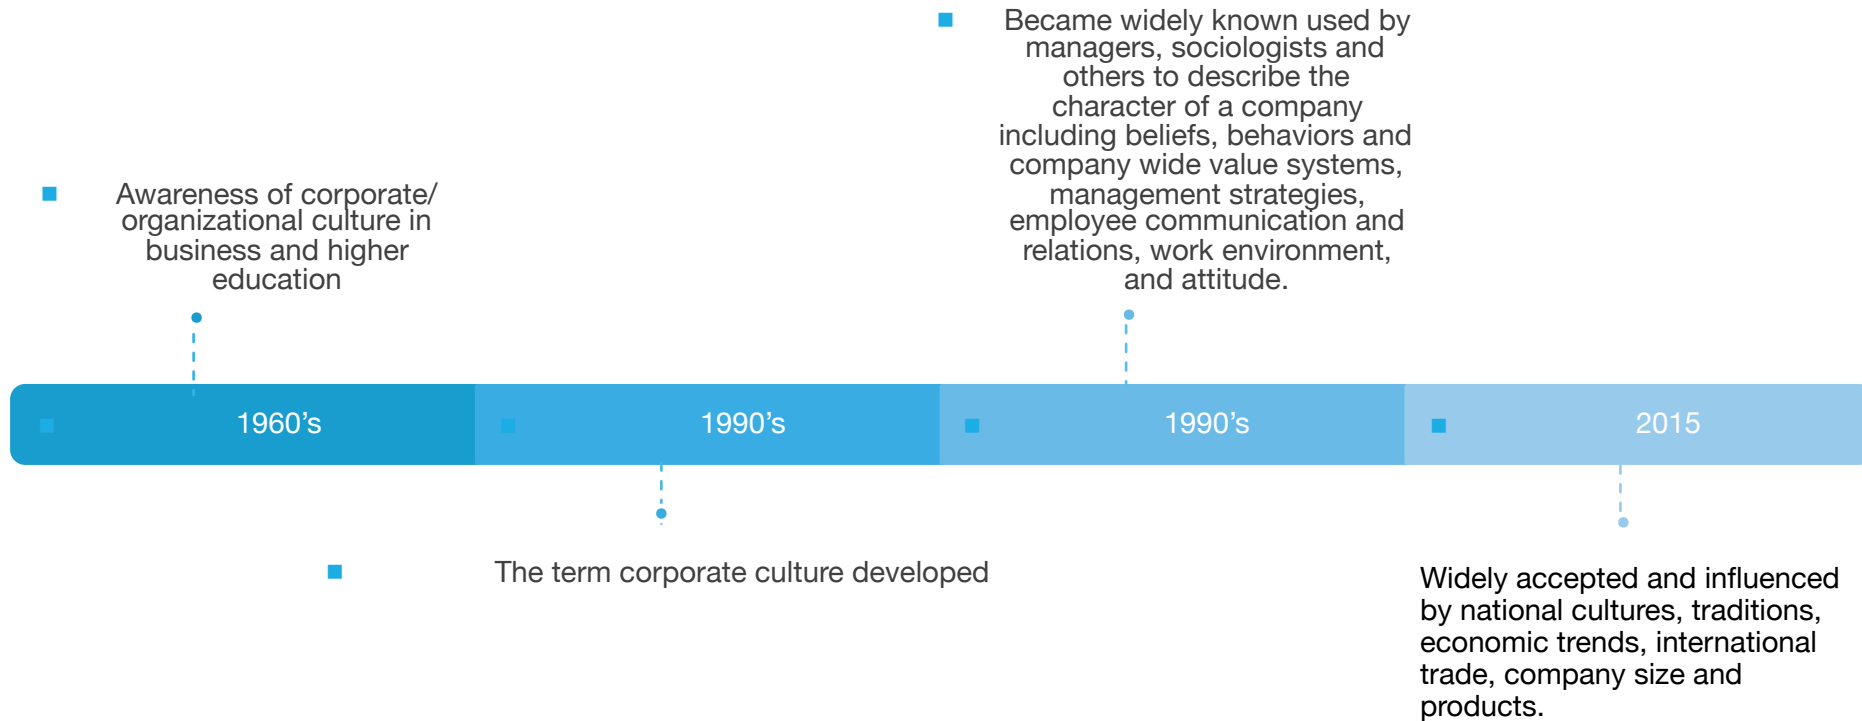 Became widely known used by
managers, sociologists and
others to describe the
character of a company
including beliefs, behaviors and
company wide value systems,
management strategies,
employee communication and
relations, work environment,
and attitude.
Awareness of corporate/
organizational culture in
business and higher
education
1960’s
1990’s
1990’s
2015
The term corporate culture developed
Widely accepted and influenced
by national cultures, traditions,
economic trends, international
trade, company size and
products.